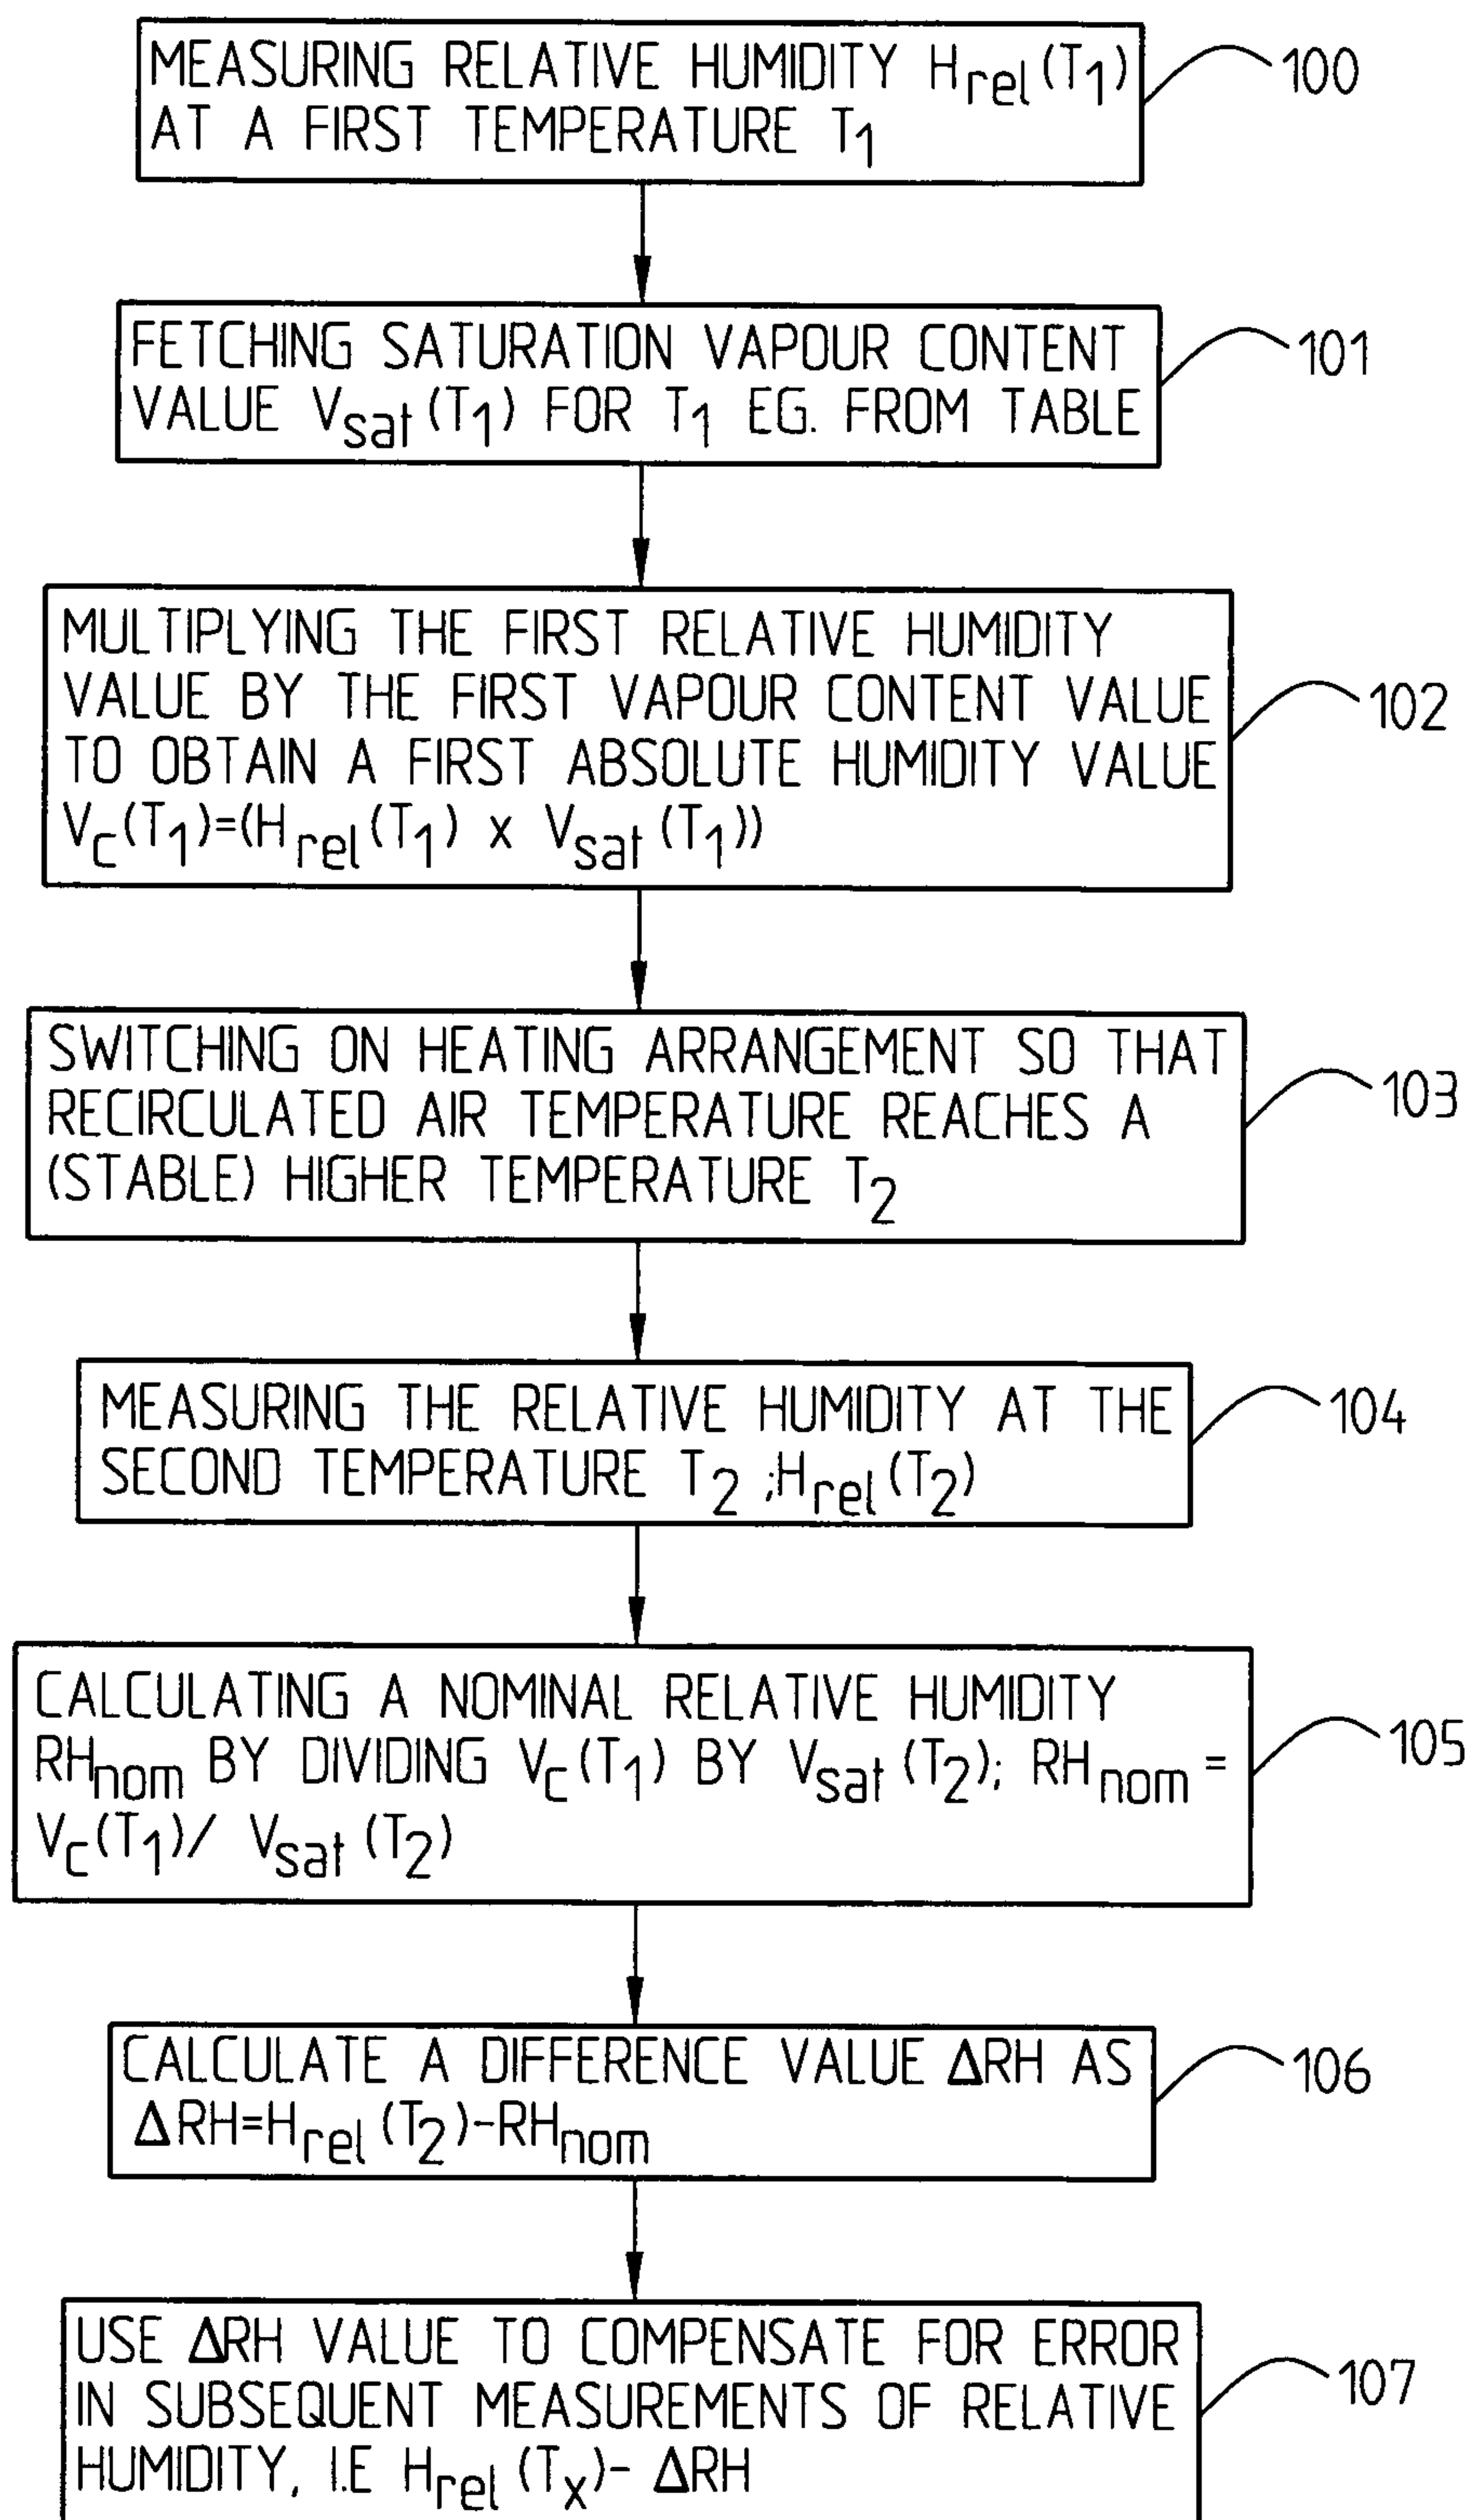 MEASURING RELATIVE HUMIDITY Hrel(T1)
AT A FIRST TEMPERATURE T1
100
FETCHING SATURATION VAPOUR CONTENT
VALUE Vsat(T1) FOR T1 EG. FROM TABLE
101
MULTIPLYING THE FIRST RELATIVE HUMIDITY
VALUE BY THE FIRST VAPOUR CONTENT VALUE
TO OBTAIN A FIRST ABSOLUTE HUMIDITY VALUE
Vc(T1)=(Hrel(T1) x Vsat(T1))
102
SWITCHING ON HEATING ARRANGEMENT SO THAT
RECIRCULATED AIR TEMPERATURE REACHES A
(STABLE) HIGHER TEMPERATURE T2
103
MEASURING THE RELATIVE HUMIDITY AT THE
SECOND TEMPERATURE T2 ;Hrel(T2)
104
CALCULATING A NOMINAL RELATIVE HUMIDITY
RHnom BY DIVIDING Vc(T1) BY Vsat(T2); RHnom =
Vc(T1)/ Vsat(T2)
105
CALCULATE A DIFFERENCE VALUE ΔRH AS
ΔRH=Hrel(T2)-RHnom
106
USE ΔRH VALUE TO COMPENSATE FOR ERROR
IN SUBSEQUENT MEASUREMENTS OF RELATIVE
HUMIDITY, I.E Hrel(Tx)- ΔRH
107